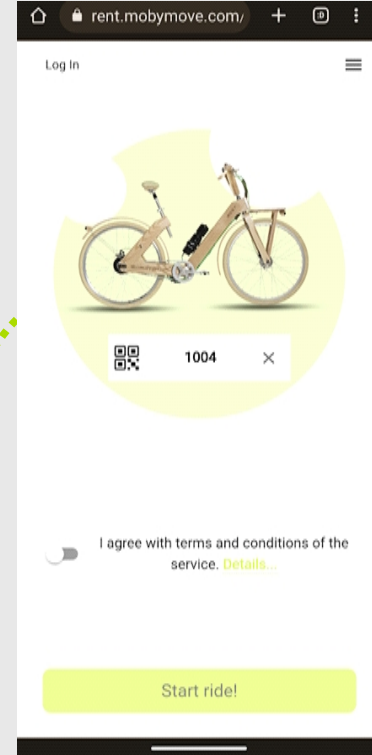 rent.mobymove.com/
:D
Log In
1004
I agree with terms and conditions of the
service. Details...
Start ride!